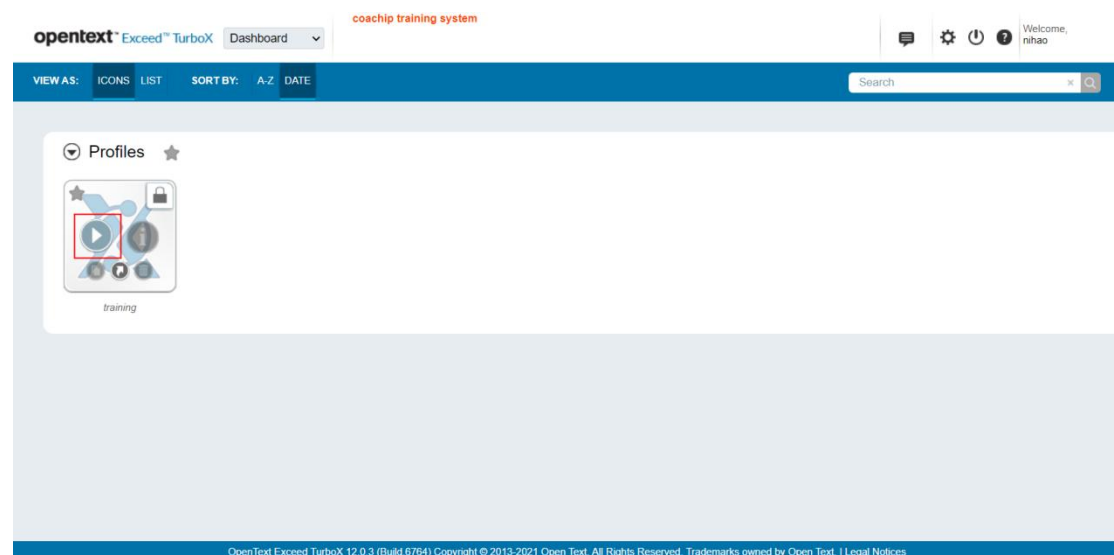 coachip training system
opentext™ Exceed™ TurboX Dashboard
Welcome,
nihao
VIEW AS: ICONS LIST SORT BY: A-Z DATE
Search
Profiles
training
OpenText Exceed TurboX 12.0.3 (Build 6764) Copyright © 2013-2021 Open Text. All Rights Reserved. Trademarks owned by Open Text. | Legal Notices